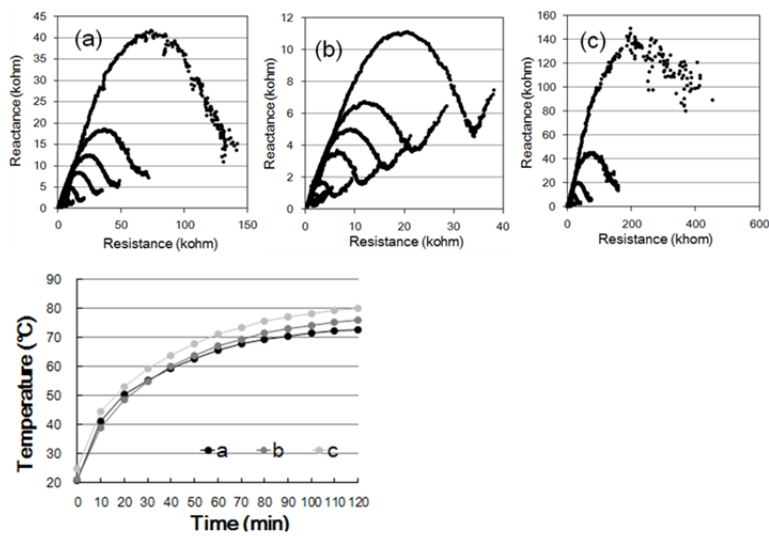 (a)
Reactance (kohm)
45
40
35
30
25
20
15
10
5
0
0 50 100 150
Resistance (kohm)
(b)
Reactance (kohm)
12
10
8
6
4
2
0
0 10 20 30 40
Resistance (kohm)
(c)
Reactance (kohm)
160
140
120
100
80
60
40
20
0
0 200 400 600
Resistance (khom)
Temperature (°C)
90
80
70
60
50
40
30
20
a b c
0 10 20 30 40 50 60 70 80 90 100 110 120
Time (min)